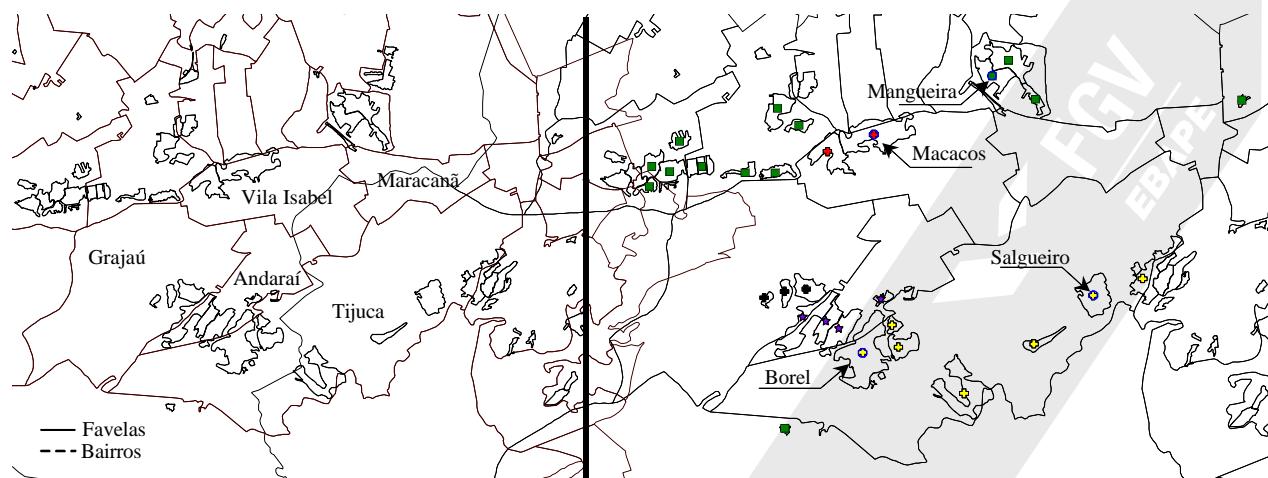 Mangueira
Macacos
Maracanã
Vila Isabel
Grajaú
Andaraí
Tijuca
Salgueiro
Borel
Favelas
Bairros
FGV
EBAPE